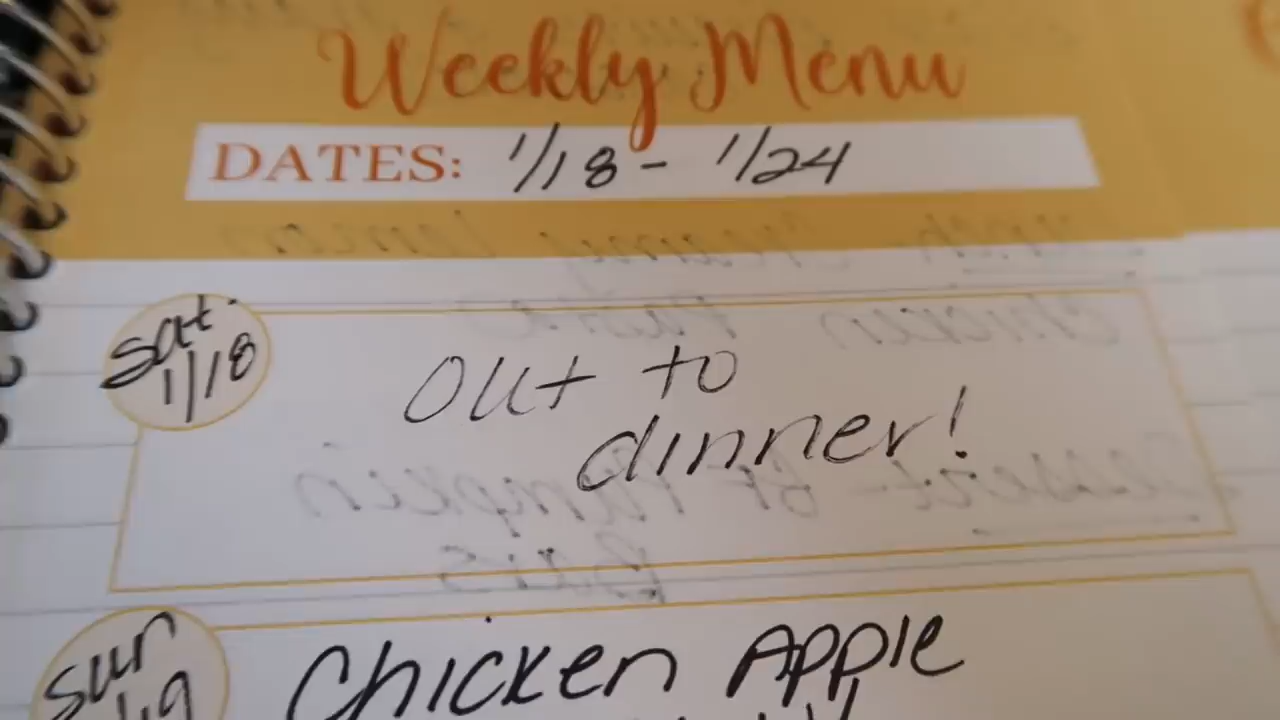 Weekly Menu
DATES: 1/18 - 1/24
Sat
1/18
Out to
dinner!
Sun
Chicken Apple